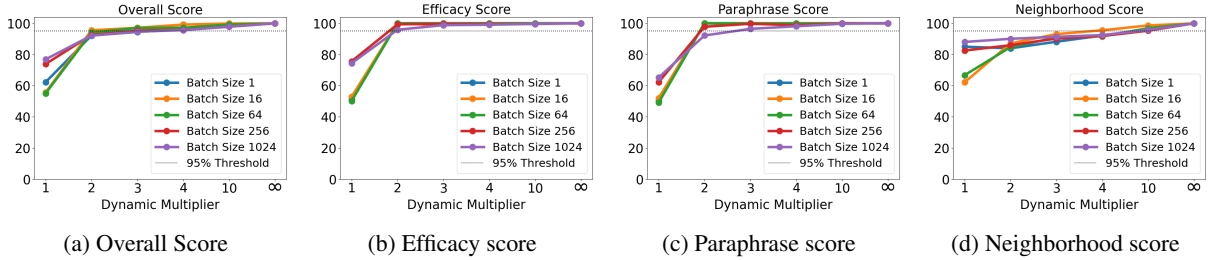 Overall Score
100
80
60
40
20
0
Batch Size 1
Batch Size 16
Batch Size 64
Batch Size 256
Batch Size 1024
95% Threshold
1 2 3 4 10 ∞
Dynamic Multiplier
(a) Overall Score
Efficacy Score
100
80
60
40
20
0
Batch Size 1
Batch Size 16
Batch Size 64
Batch Size 256
Batch Size 1024
95% Threshold
1 2 3 4 10 ∞
Dynamic Multiplier
(b) Efficacy score
Paraphrase Score
100
80
60
40
20
0
Batch Size 1
Batch Size 16
Batch Size 64
Batch Size 256
Batch Size 1024
95% Threshold
1 2 3 4 10 ∞
Dynamic Multiplier
(c) Paraphrase score
Neighborhood Score
100
80
60
40
20
0
Batch Size 1
Batch Size 16
Batch Size 64
Batch Size 256
Batch Size 1024
95% Threshold
1 2 3 4 10 ∞
Dynamic Multiplier
(d) Neighborhood score